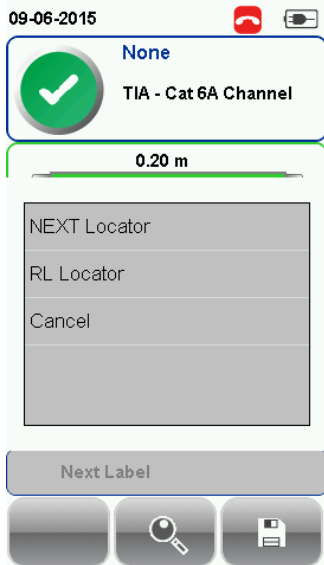 09-06-2015
None
TIA - Cat 6A Channel
0.20 m
NEXT Locator
RL Locator
Cancel
Next Label